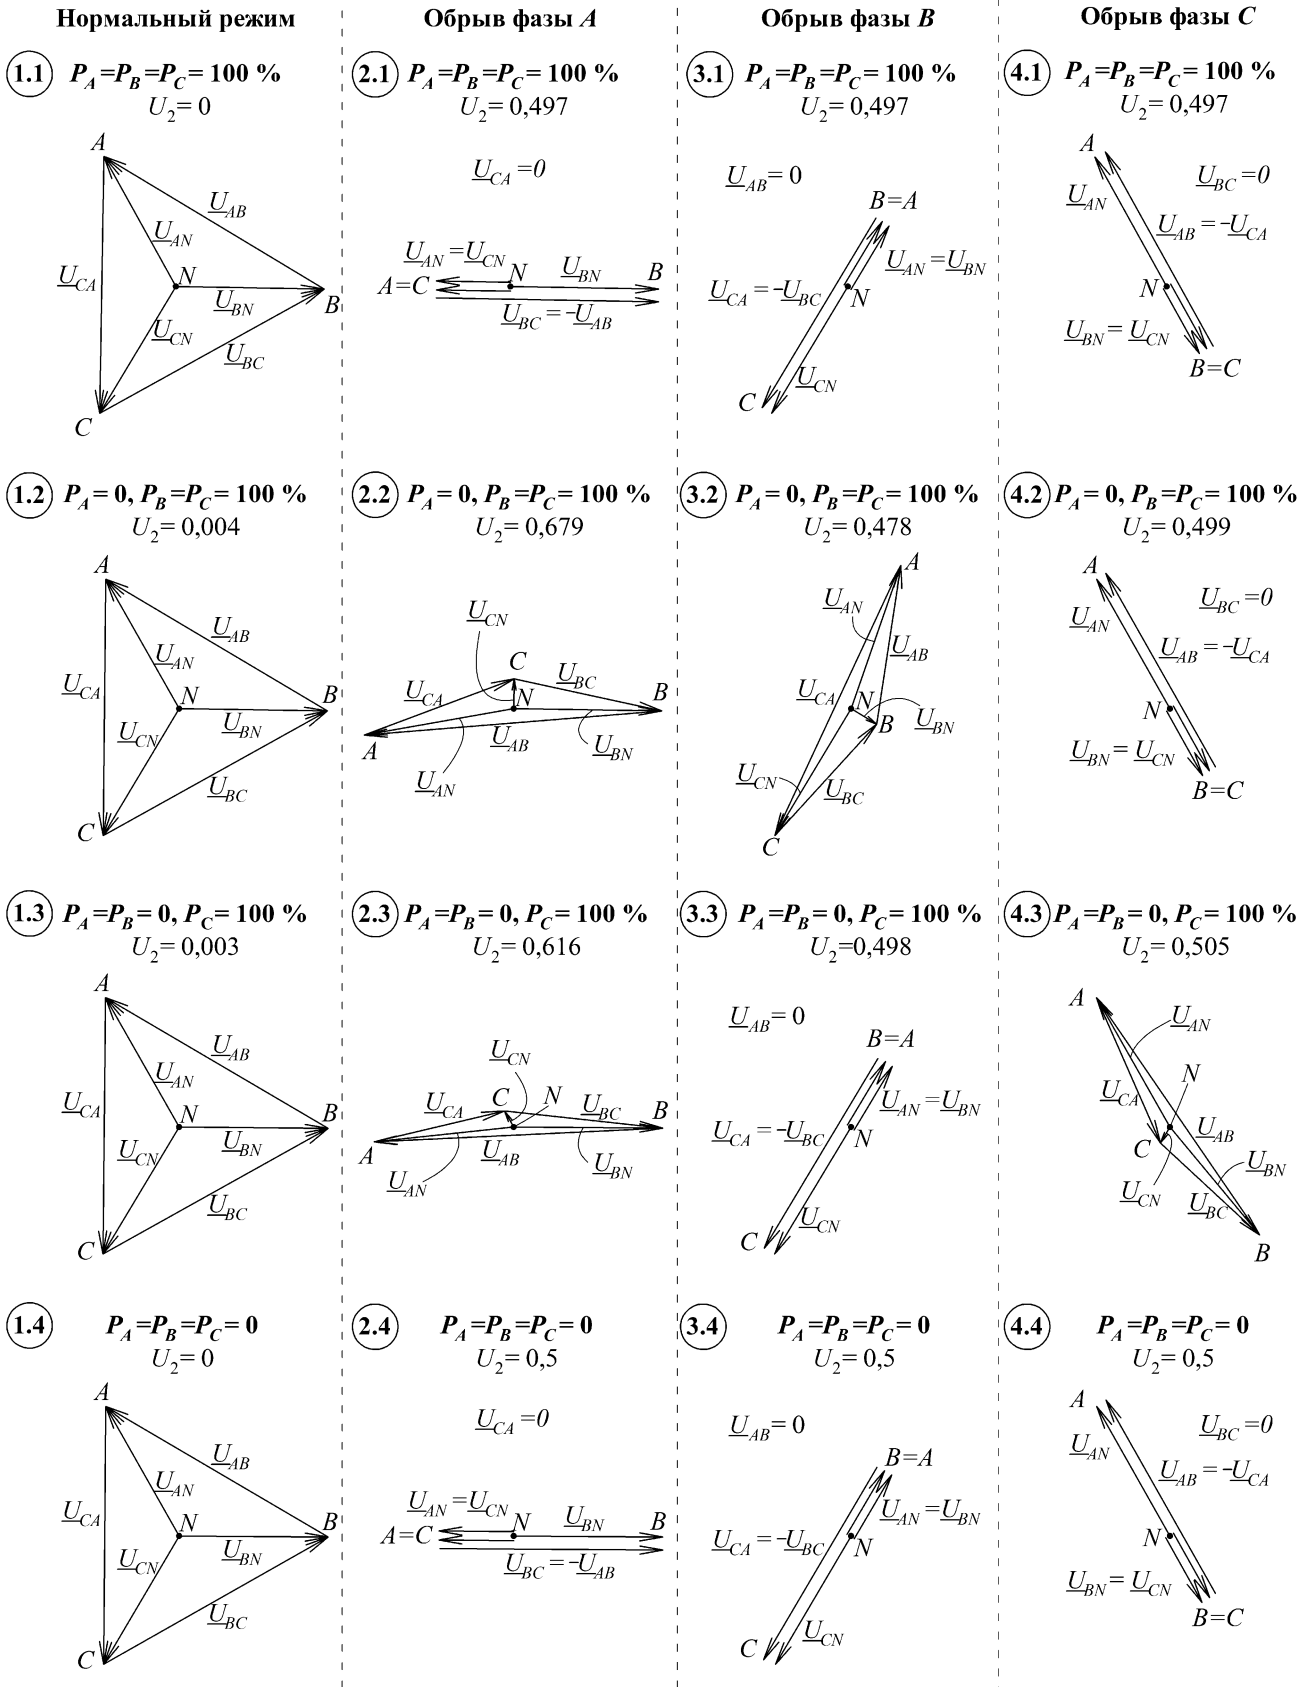 Нормальный режим
Обрыв фазы A
Обрыв фазы B
Обрыв фазы C
1.1 P_A=P_B=P_C= 100 %
U_2= 0
A
U_AB
U_AN
U_CA
N
U_BN
B
U_CN
U_BC
C
2.1 P_A=P_B=P_C= 100 %
U_2= 0,497
U_CA=0
U_AN=U_CN
N
U_BN
B
A=C
U_BC=-U_AB
3.1 P_A=P_B=P_C= 100 %
U_2= 0,497
U_AB= 0
B=A
U_AN=U_BN
U_CA=-U_BC
N
U_CN
C
4.1 P_A=P_B=P_C= 100 %
U_2= 0,497
A
U_BC=0
U_AN
U_AB=-U_CA
N
U_BN= U_CN
B=C
1.2 P_A= 0, P_B=P_C= 100 %
U_2= 0,004
A
U_AB
U_AN
U_CA
N
B
U_BN
U_CN
U_BC
C
2.2 P_A= 0, P_B=P_C= 100 %
U_2= 0,679
U_CN
C
U_BC
U_CA
N
B
A
U_AB
U_BN
U_AN
3.2 P_A= 0, P_B=P_C= 100 %
U_2= 0,478
A
U_AN
U_AB
U_CA
N
B
U_BN
U_CN
U_BC
C
4.2 P_A= 0, P_B=P_C= 100 %
U_2= 0,499
A
U_BC=0
U_AN
U_AB=-U_CA
N
U_BN= U_CN
B=C
1.3 P_A=P_B= 0, P_C= 100 %
U_2= 0,003
A
U_AB
U_AN
U_CA
N
B
U_BN
U_CN
U_BC
C
2.3 P_A=P_B= 0, P_C= 100 %
U_2= 0,616
U_CN
U_CA
C
N
U_BC
B
A
U_AB
U_BN
U_AN
3.3 P_A=P_B= 0, P_C= 100 %
U_2=0,498
U_AB= 0
B=A
U_AN=U_BN
U_CA=-U_BC
N
U_CN
C
4.3 P_A=P_B= 0, P_C= 100 %
U_2= 0,505
A
U_AN
N
U_CA
U_AB
C
U_BN
U_CN
U_BC
B
1.4 P_A=P_B=P_C= 0
U_2= 0
A
U_AB
U_AN
U_CA
N
B
U_BN
U_CN
U_BC
C
2.4 P_A=P_B=P_C= 0
U_2= 0,5
U_CA=0
U_AN=U_CN
N
U_BN
B
A=C
U_BC=-U_AB
3.4 P_A=P_B=P_C= 0
U_2= 0,5
U_AB= 0
B=A
U_AN=U_BN
U_CA=-U_BC
N
U_CN
C
4.4 P_A=P_B=P_C= 0
U_2= 0,5
A
U_BC=0
U_AN
U_AB=-U_CA
N
U_BN= U_CN
B=C